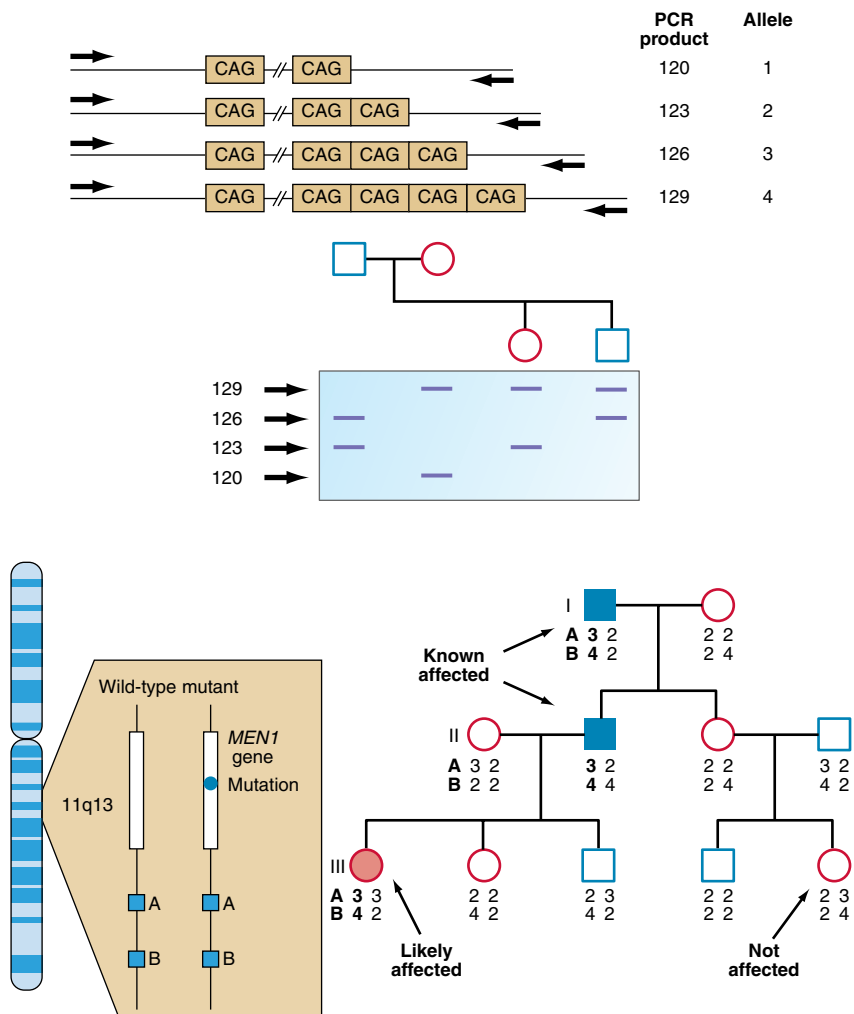 PCR product Allele
CAG CAG 120 1
CAG CAG CAG 123 2
CAG CAG CAG CAG 126 3
CAG CAG CAG CAG CAG 129 4
129
126
123
120
Wild-type mutant
MEN1
gene
Mutation
11q13
A A
B B
I
A 3 2 2 2
B 4 2 2 4
Known
affected
II
A 3 2 3 2 2 2 3 2
B 2 2 4 4 2 4 4 2
III
A 3 3 2 2 2 3 2 2 2 3
B 4 2 4 2 4 2 2 2 2 4
Likely
affected
Not
affected